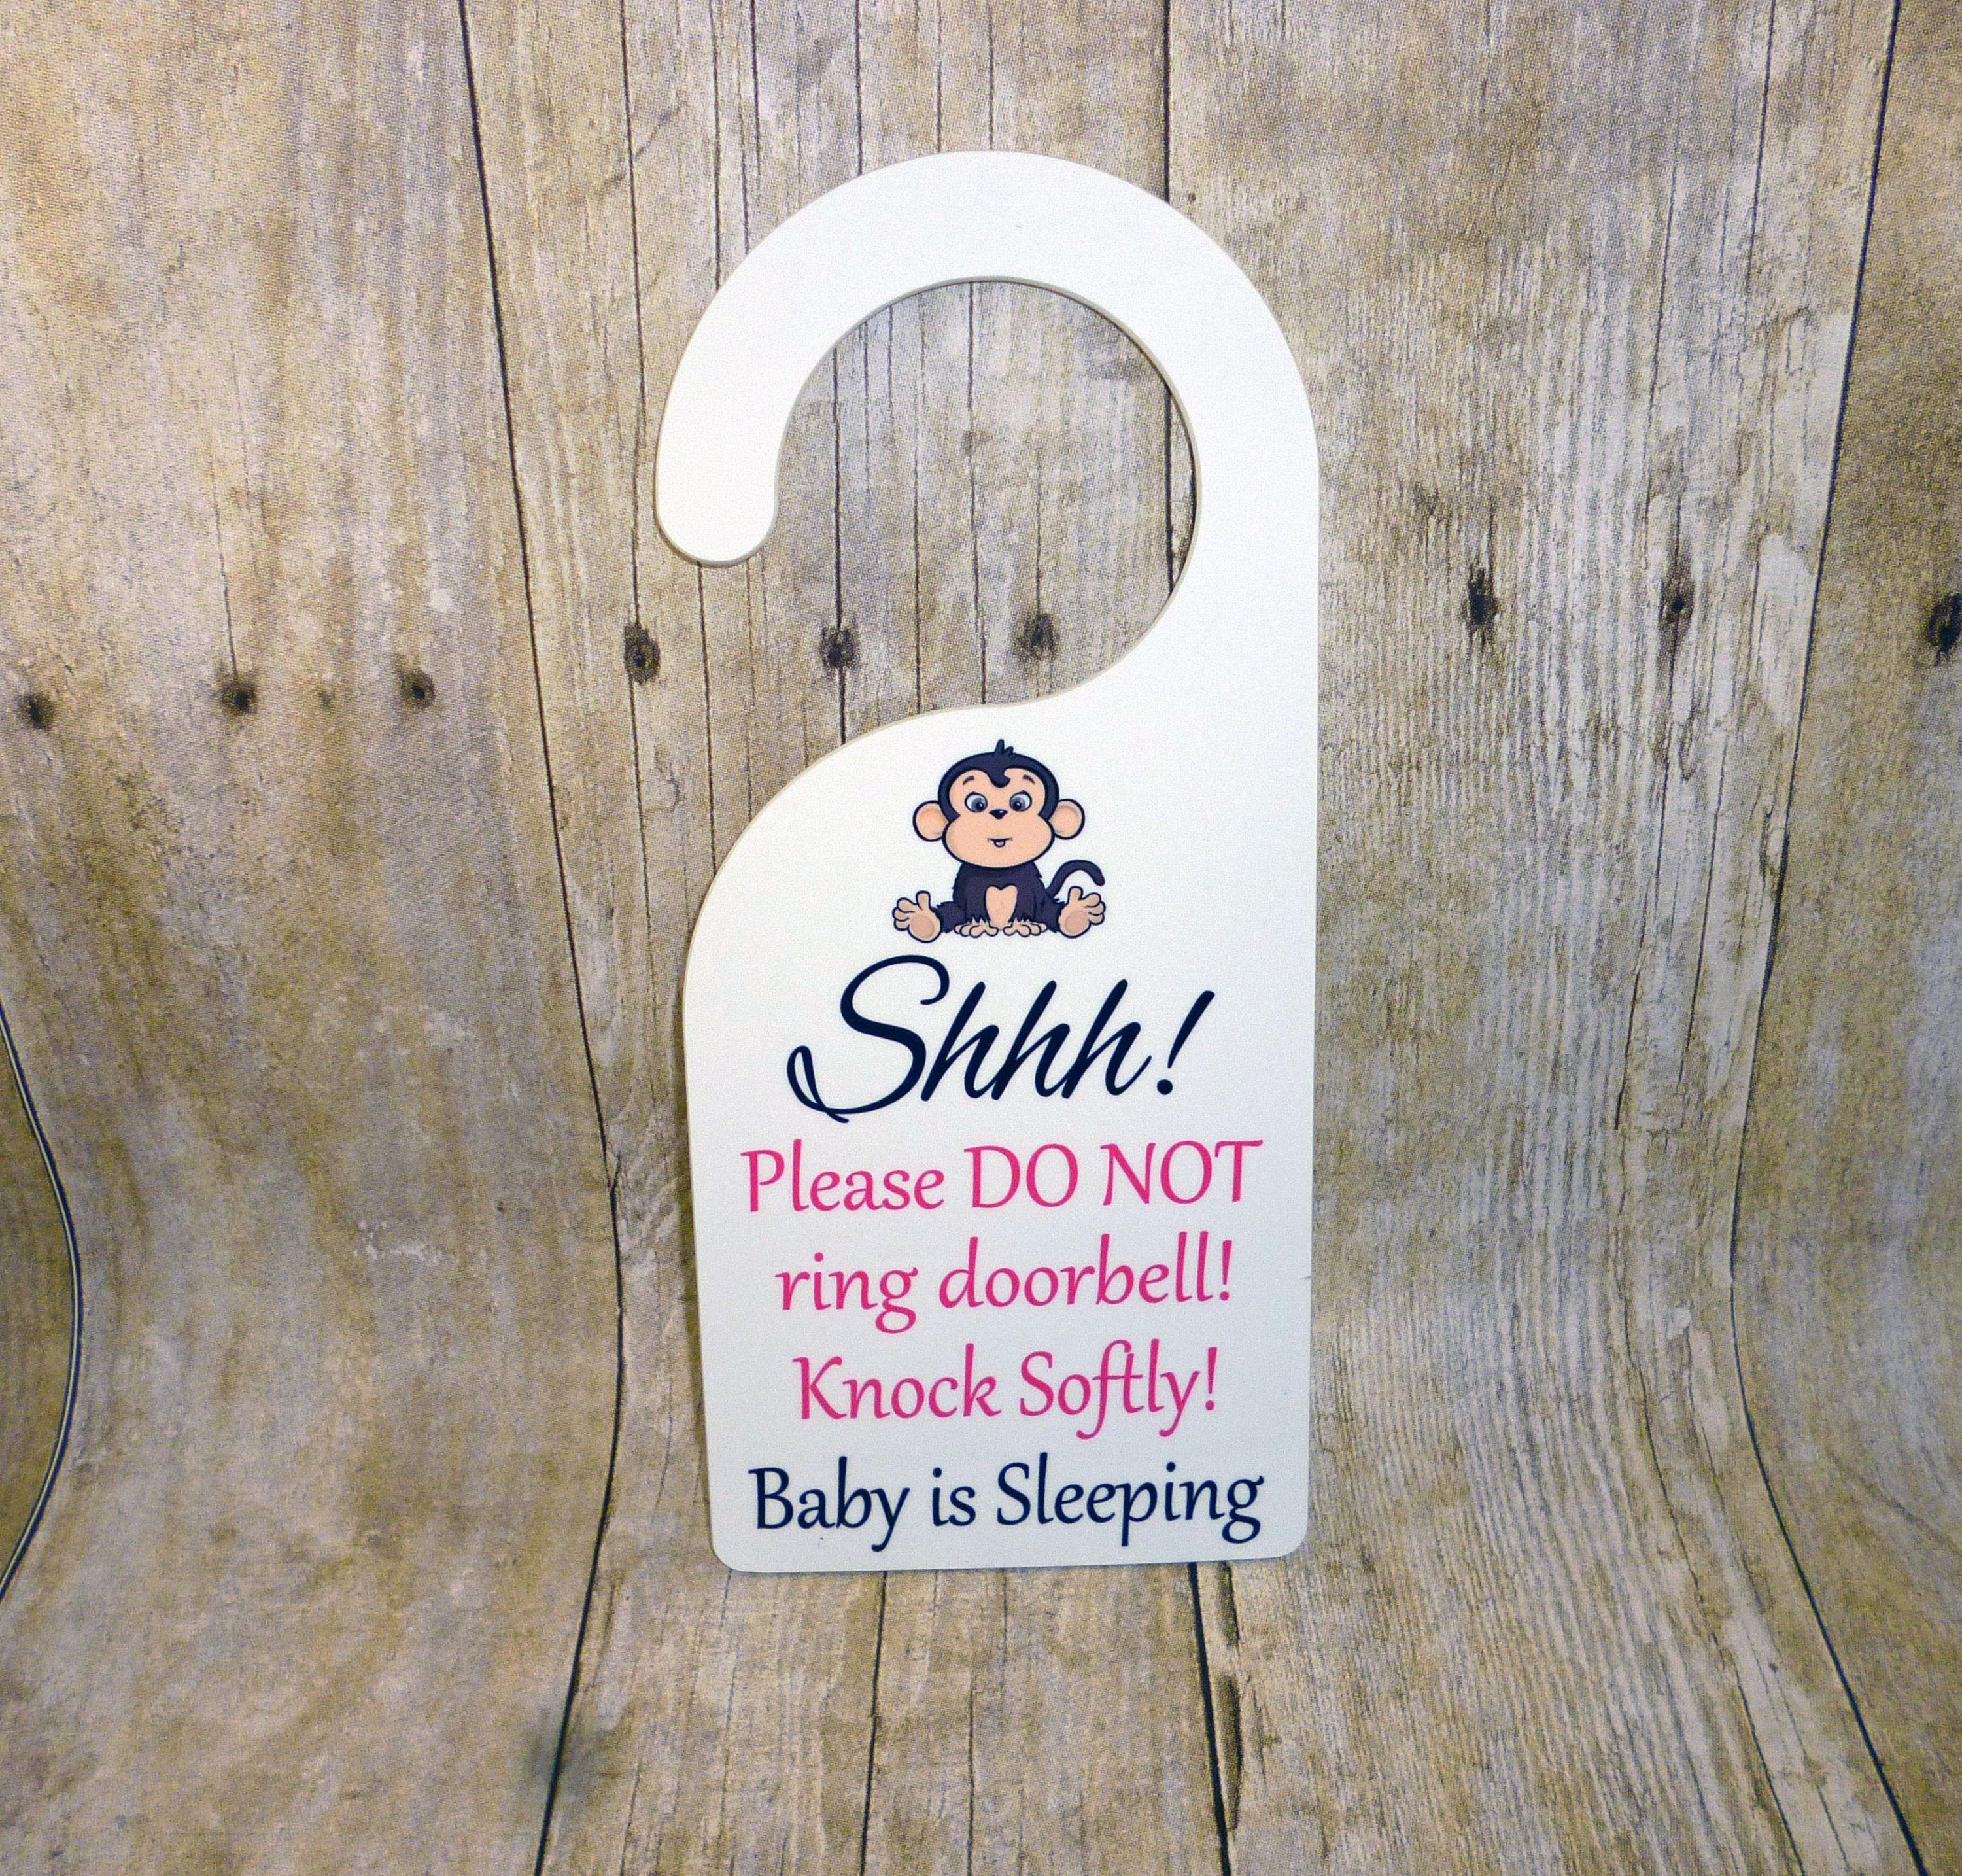 Shhh!
Please DO NOT
ring doorbell!
Knock Softly!
Baby is Sleeping